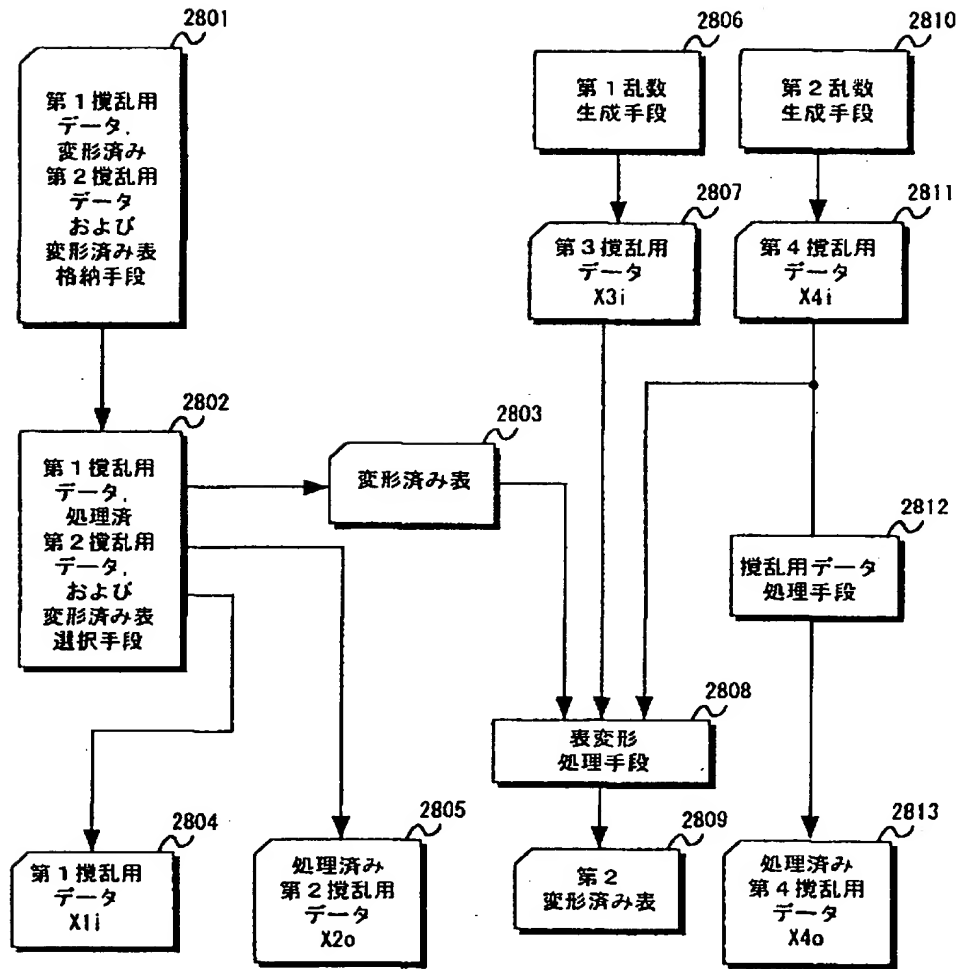 2801
第1撹乱用
データ,
変形済み
第2撹乱用
データ
および
変形済み表
格納手段
2806
第1乱数
生成手段
2810
第2乱数
生成手段
2807
第3撹乱用
データ
X3i
2811
第4撹乱用
データ
X4i
2802
第1撹乱用
データ,
処理済
第2撹乱用
データ,
および
変形済み表
選択手段
2803
変形済み表
2812
撹乱用データ
処理手段
2808
表変形
処理手段
2804
第1撹乱用
データ
X1i
2805
処理済み
第2撹乱用
データ
X2o
2809
第2
変形済み表
2813
処理済み
第4撹乱用
データ
X4o